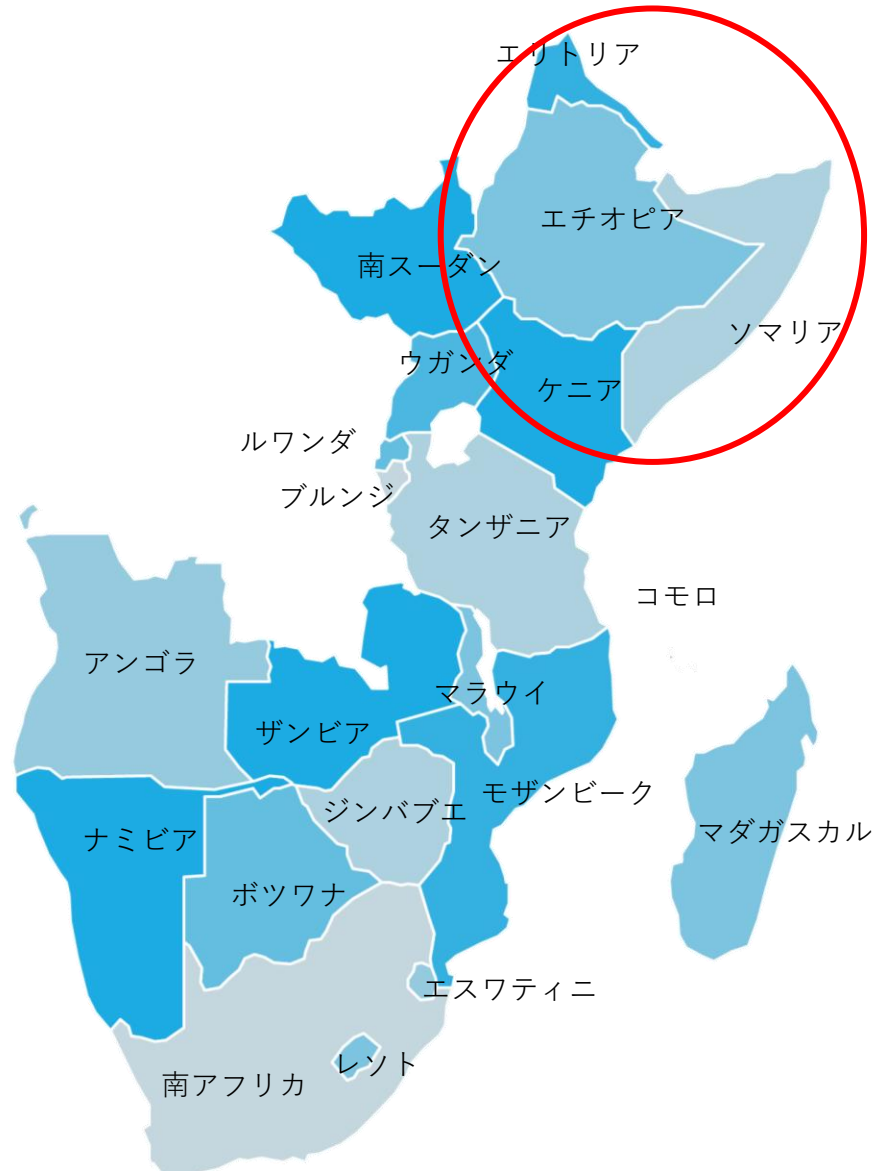 エリトリア
エチオピア
南スーダン
ソマリア
ウガンダ
ケニア
ルワンダ
ブルンジ
タンザニア
コモロ
アンゴラ
マラウイ
ザンビア
モザンビーク
ジンバブエ
マダガスカル
ナミビア
ボツワナ
エスワティニ
レソト
南アフリカ